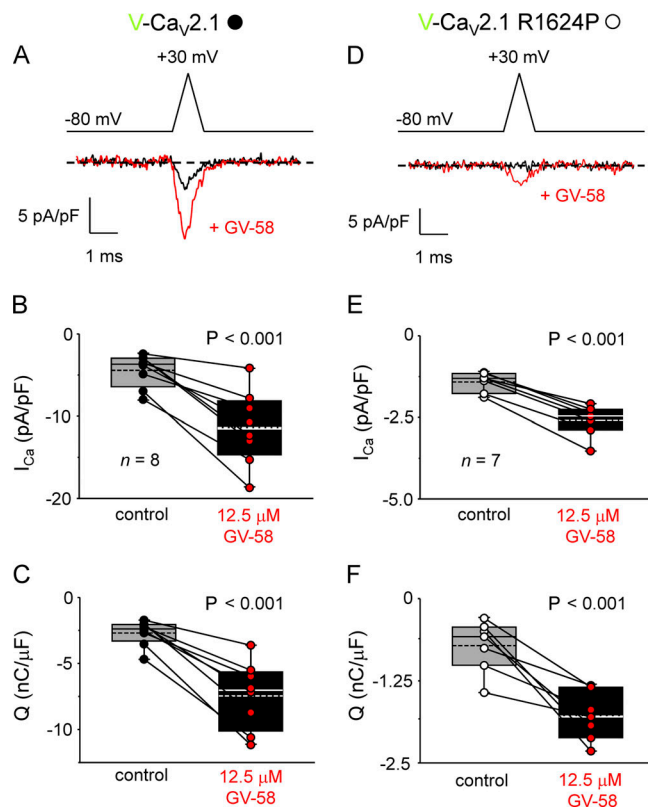 V-CaV2.1 ●
V-CaV2.1 R1624P ○
A
+30 mV
-80 mV
5 pA/pF
1 ms
+ GV-58
D
+30 mV
-80 mV
5 pA/pF
1 ms
+ GV-58
B
0
-10
-20
ICa (pA/pF)
P < 0.001
n = 8
control
12.5 μM
GV-58
E
0
-2.5
-5.0
ICa (pA/pF)
P < 0.001
n = 7
control
12.5 μM
GV-58
C
0
-5
-10
Q (nC/μF)
P < 0.001
control
12.5 μM
GV-58
F
0
-1.25
-2.5
Q (nC/μF)
P < 0.001
control
12.5 μM
GV-58